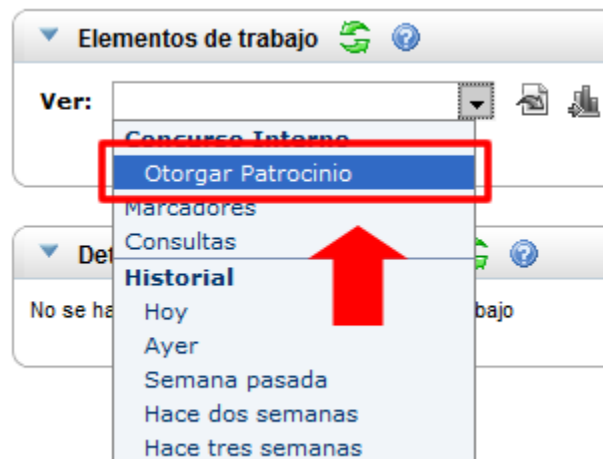 Elementos de trabajo
Ver:
Concurso Interno
Otorgar Patrocinio
Marcadores
Consultas
Det
Historial
No se ha
bajo
Hoy
Ayer
Semana pasada
Hace dos semanas
Hace tres semanas